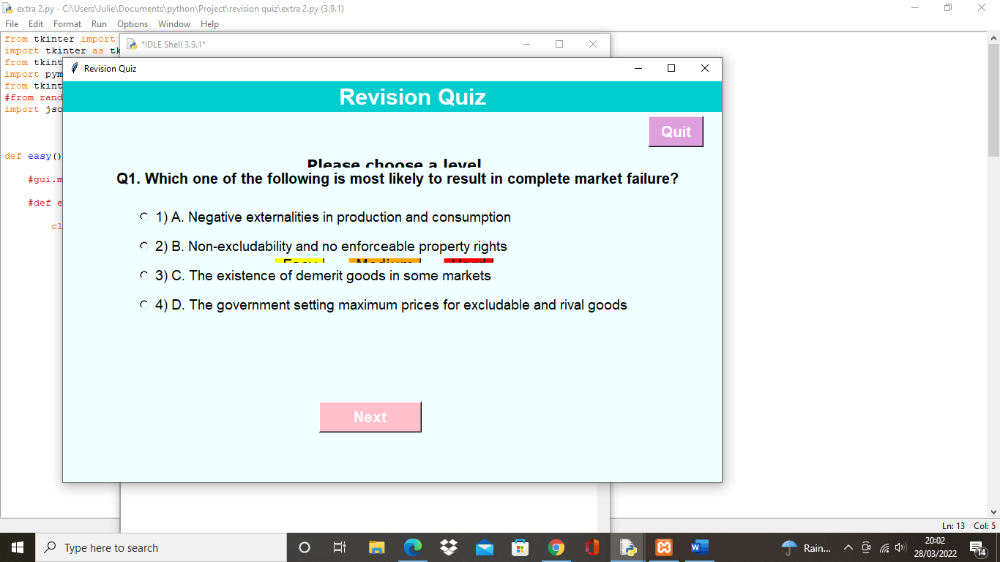 extra 2.py - C:\Users\Julie\Documents\python\Project\revision quiz\extra 2.py (3.9.1)
File Edit Format Run Options Window Help
from tkinter import
import tkinter as tk
from tkint
import pym
from tkint
#from rand
import jso
def easy()
#gui.m
#def e
cl
*IDLE Shell 3.9.1*
Revision Quiz
Revision Quiz
Quit
Please choose a level
Q1. Which one of the following is most likely to result in complete market failure?
1) A. Negative externalities in production and consumption
2) B. Non-excludability and no enforceable property rights
Easy Medium Hard
3) C. The existence of demerit goods in some markets
4) D. The government setting maximum prices for excludable and rival goods
Next
Ln: 13 Col: 5
Type here to search
Rain...
20:02
28/03/2022
14